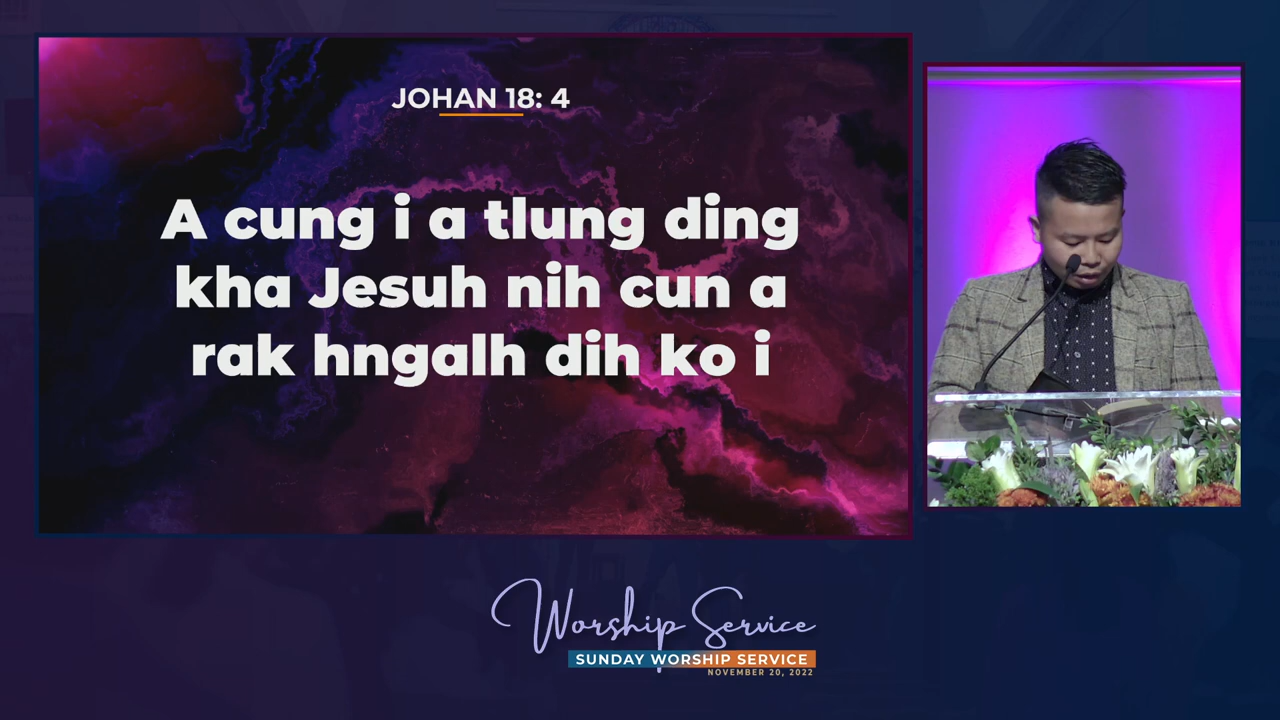 JOHAN 18: 4
A cung i a tlung ding
kha Jesuh nih cun a
rak hngalh dih ko i
Worship Service
SUNDAY WORSHIP SERVICE
NOVEMBER 20, 2022